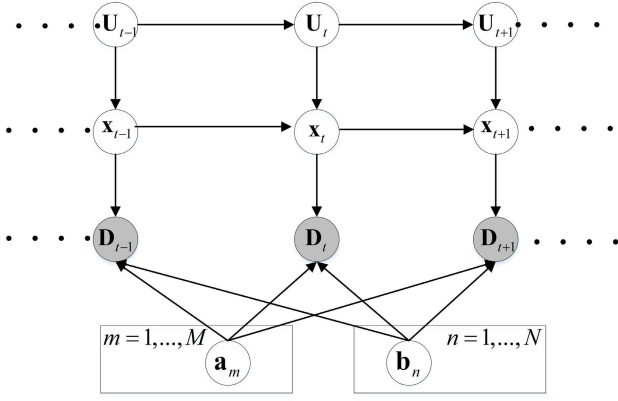 U_{t-1} U_t U_{t+1}
x_{t-1} x_t x_{t+1}
D_{t-1} D_t D_{t+1}
m = 1,...,M n = 1,...,N
a_m b_n